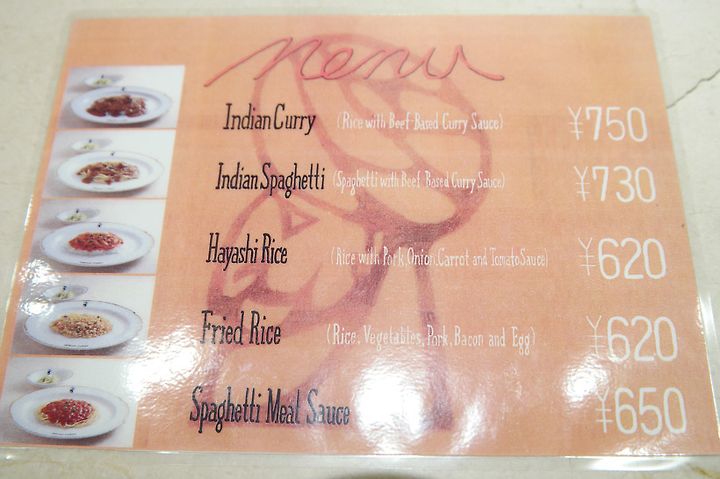 menu
Indian Curry (Rice with Beef Based Curry Sauce) ¥750
Indian Spaghetti (Spaghetti with Beef Based Curry Sauce) ¥730
Hayashi Rice (Rice with Pork, Onion, Carrot and Tomato Sauce) ¥620
Fried Rice (Rice, Vegetables, Pork, Bacon and Egg) ¥620
Spaghetti Meat Sauce ¥650